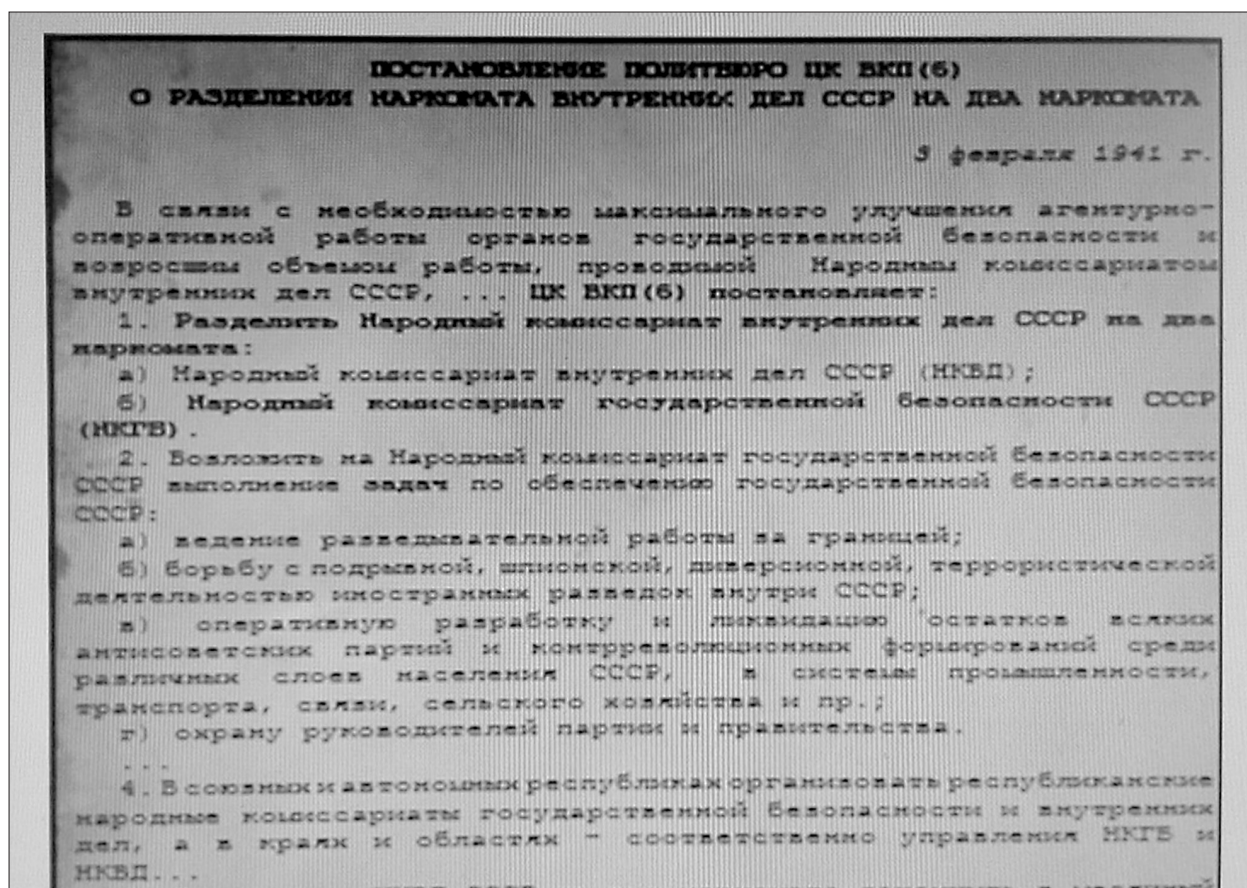 ПОСТАНОВЛЕНИЕ ПОЛИТБЮРО ЦК ВКП(б)
О РАЗДЕЛЕНИИ НАРКОМАТА ВНУТРЕННИХ ДЕЛ СССР НА ДВА НАРКОМАТА
3 февраля 1941 г.
В связи с необходимостью максимального улучшения агентурно-
оперативной работы органов государственной безопасности и
возросшим объемом работы, проводимой Народным комиссариатом
внутренних дел СССР, ... ЦК ВКП(б) постановляет:
1. Разделить Народный комиссариат внутренних дел СССР на два
наркомата:
а) Народный комиссариат внутренних дел СССР (НКВД);
б) Народный комиссариат государственной безопасности СССР
(НКГБ).
2. Возложить на Народный комиссариат государственной безопасности
СССР выполнение задач по обеспечению государственной безопасности
СССР:
а) ведение разведывательной работы за границей;
б) борьбу с подрывной, шпионской, диверсионной, террористической
деятельностью иностранных разведок внутри СССР;
в) оперативную разработку и ликвидацию остатков всяких
антисоветских партий и контрреволюционных формирований среди
различных слоев населения СССР, в системы промышленности,
транспорта, связи, сельского хозяйства и пр.;
г) охрану руководителей партии и правительства.
...
4. В союзных и автономных республиках организовать республиканские
народные комиссариаты государственной безопасности и внутренних
дел, а в краях и областях - соответственно управления НКГБ и
НКВД...